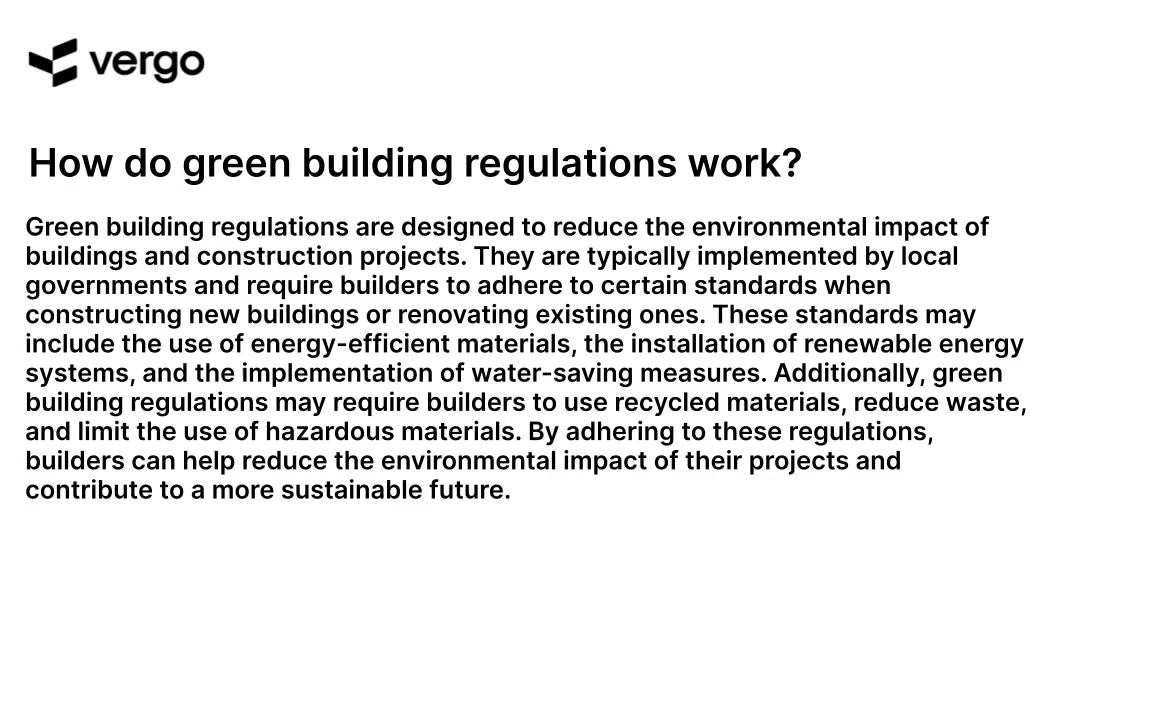 vergo
How do green building regulations work?
Green building regulations are designed to reduce the environmental impact of
buildings and construction projects. They are typically implemented by local
governments and require builders to adhere to certain standards when
constructing new buildings or renovating existing ones. These standards may
include the use of energy-efficient materials, the installation of renewable energy
systems, and the implementation of water-saving measures. Additionally, green
building regulations may require builders to use recycled materials, reduce waste,
and limit the use of hazardous materials. By adhering to these regulations,
builders can help reduce the environmental impact of their projects and
contribute to a more sustainable future.